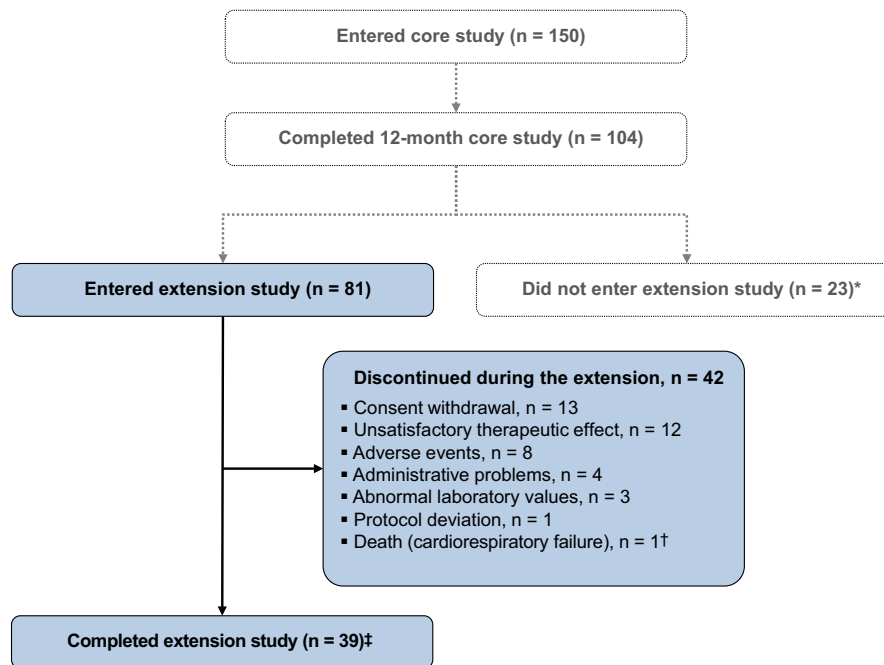 Entered core study (n = 150)
Completed 12-month core study (n = 104)
Entered extension study (n = 81)
Did not enter extension study (n = 23)*
Discontinued during the extension, n = 42
▪ Consent withdrawal, n = 13
▪ Unsatisfactory therapeutic effect, n = 12
▪ Adverse events, n = 8
▪ Administrative problems, n = 4
▪ Abnormal laboratory values, n = 3
▪ Protocol deviation, n = 1
▪ Death (cardiorespiratory failure), n = 1†
Completed extension study (n = 39)‡